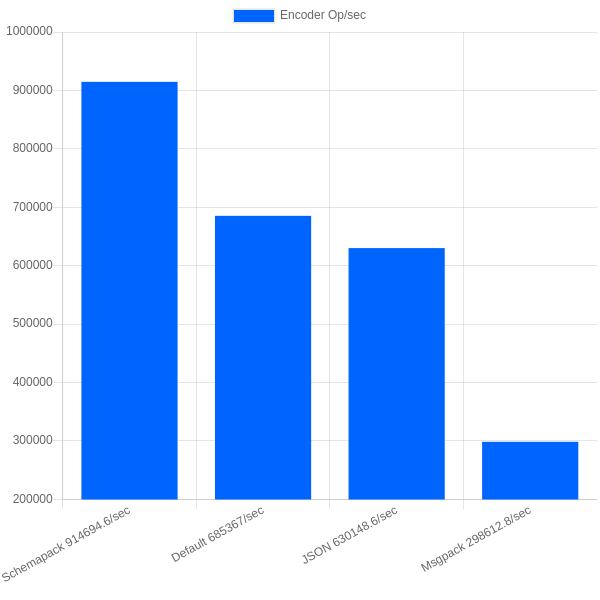 Encoder Op/sec
1000000
900000
800000
700000
600000
500000
400000
300000
200000
Schemapack 914694.6/sec
Default 685367/sec
JSON 630148.6/sec
Msgpack 298612.8/sec